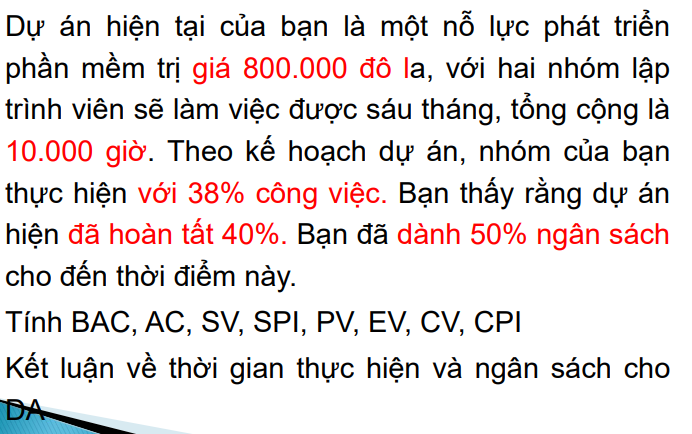 Dự án hiện tại của bạn là một nỗ lực phát triển
phần mềm trị giá 800.000 đô la, với hai nhóm lập
trình viên sẽ làm việc được sáu tháng, tổng cộng là
10.000 giờ. Theo kế hoạch dự án, nhóm của bạn
thực hiện với 38% công việc. Bạn thấy rằng dự án
hiện đã hoàn tất 40%. Bạn đã dành 50% ngân sách
cho đến thời điểm này.
Tính BAC, AC, SV, SPI, PV, EV, CV, CPI
Kết luận về thời gian thực hiện và ngân sách cho
DA